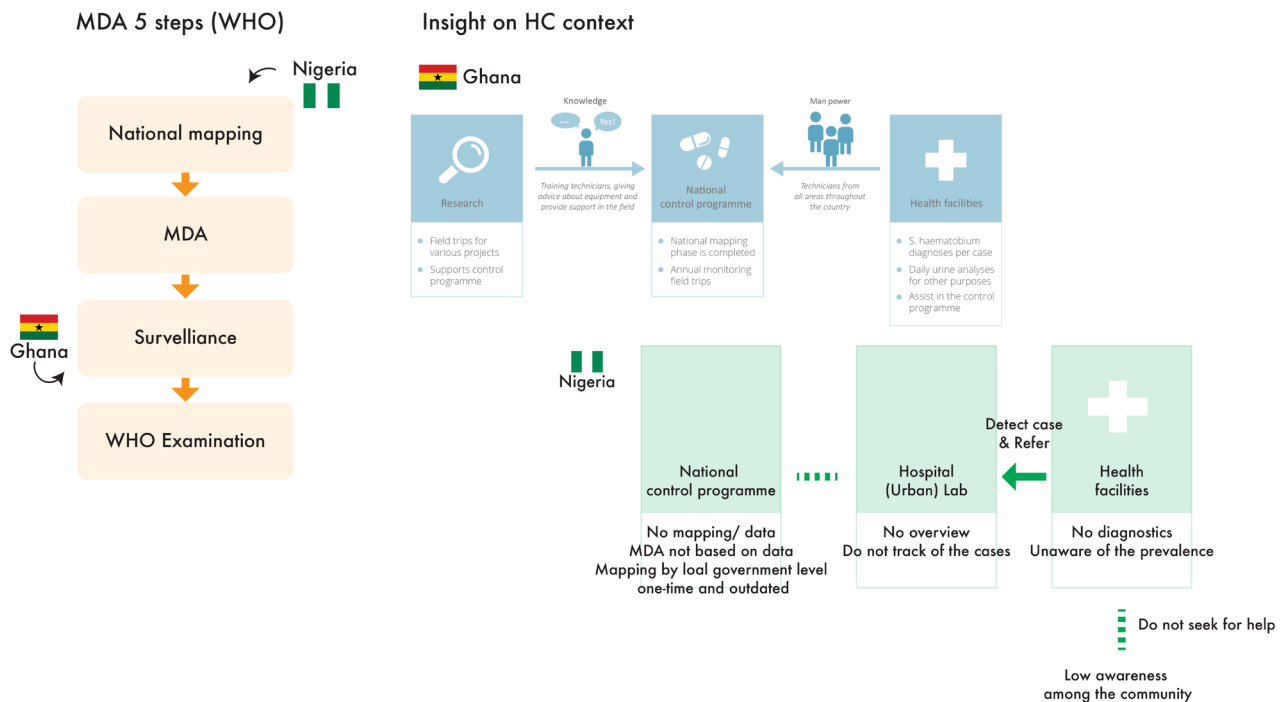 MDA 5 steps (WHO)
Nigeria
National mapping
MDA
Survelliance
Ghana
WHO Examination
Insight on HC context
Ghana
Knowledge
...
Yes!
Man power
Research
Training technicians, giving
advice about equipment and
provide support in the field
National
control programme
Technicians from
all areas throughout
the country
Health facilities
Field trips for
various projects
Supports control
programme
National mapping
phase is completed
Annual monitoring
field trips
S. haematobium
diagnoses per case
Daily urine analyses
for other purposes
Assist in the control
programme
Nigeria
National
control programme
Hospital
(Urban) Lab
Detect case
& Refer
Health
facilities
No mapping/ data
MDA not based on data
Mapping by loal government level
one-time and outdated
No overview
Do not track of the cases
No diagnostics
Unaware of the prevalence
Do not seek for help
Low awareness
among the community